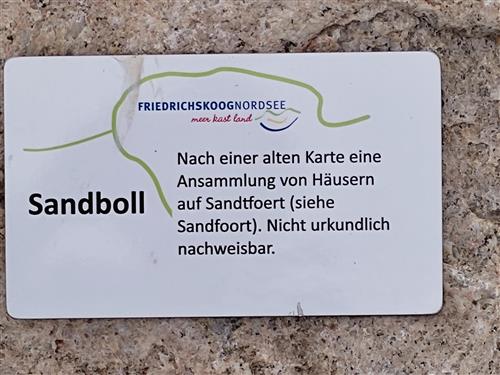 FRIEDRICHSKOOGNORDSEE
meer kast land
Sandboll
Nach einer alten Karte eine
Ansammlung von Häusern
auf Sandtfoert (siehe
Sandfoort). Nicht urkundlich
nachweisbar.